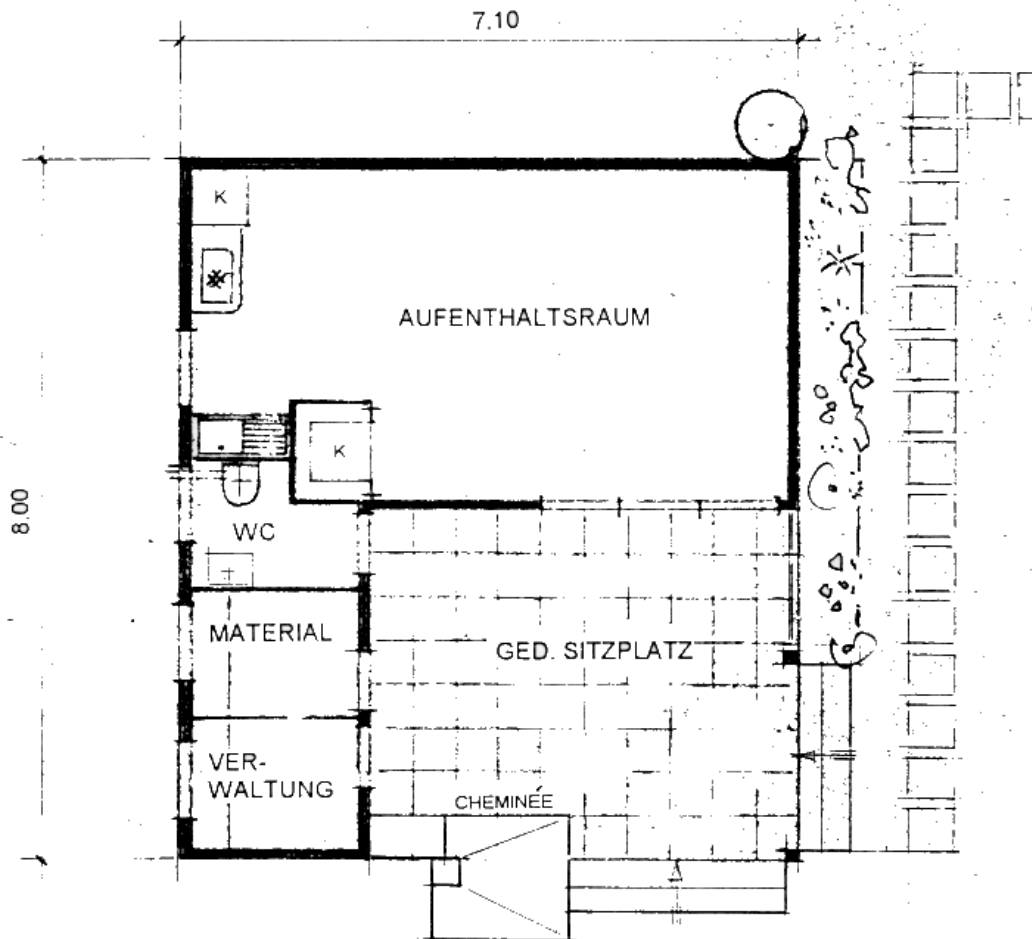 7.10
K
AUFENTHALTSRAUM
K
8.00
WC
MATERIAL
GED. SITZPLATZ
VER-
WALTUNG
CHEMINÉE